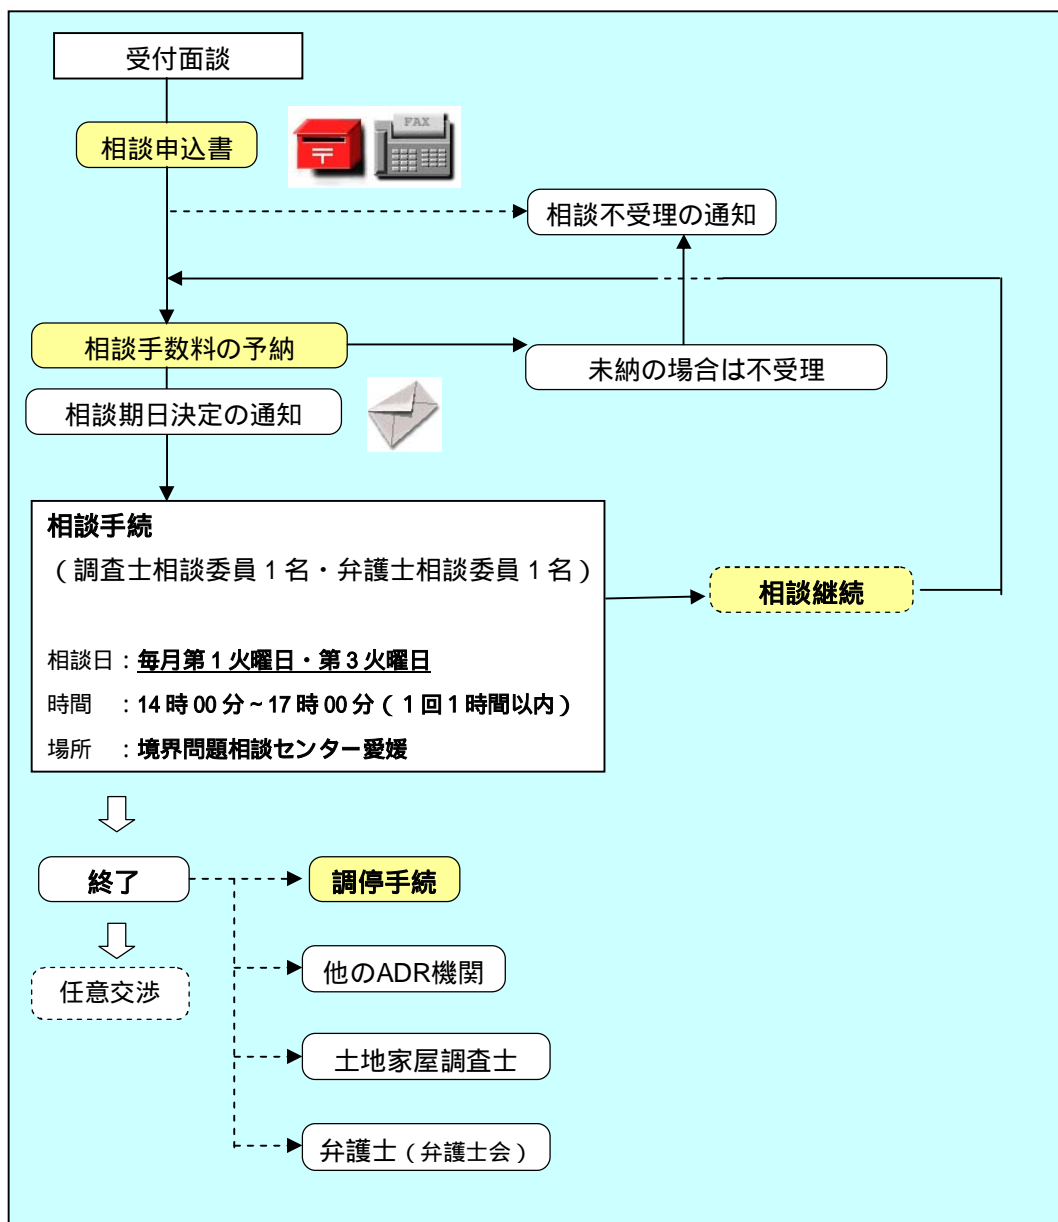 受付面談
相談申込書
〒
FAX
相談不受理の通知
相談手数料の予納
未納の場合は不受理
相談期日決定の通知
相談手続
（調査士相談委員１名・弁護士相談委員１名）
相談継続
相談日：毎月第１火曜日・第３火曜日
時間　：14時00分～17時00分（１回１時間以内）
場所　：境界問題相談センター愛媛
終了
調停手続
他のADR機関
任意交渉
土地家屋調査士
弁護士（弁護士会）